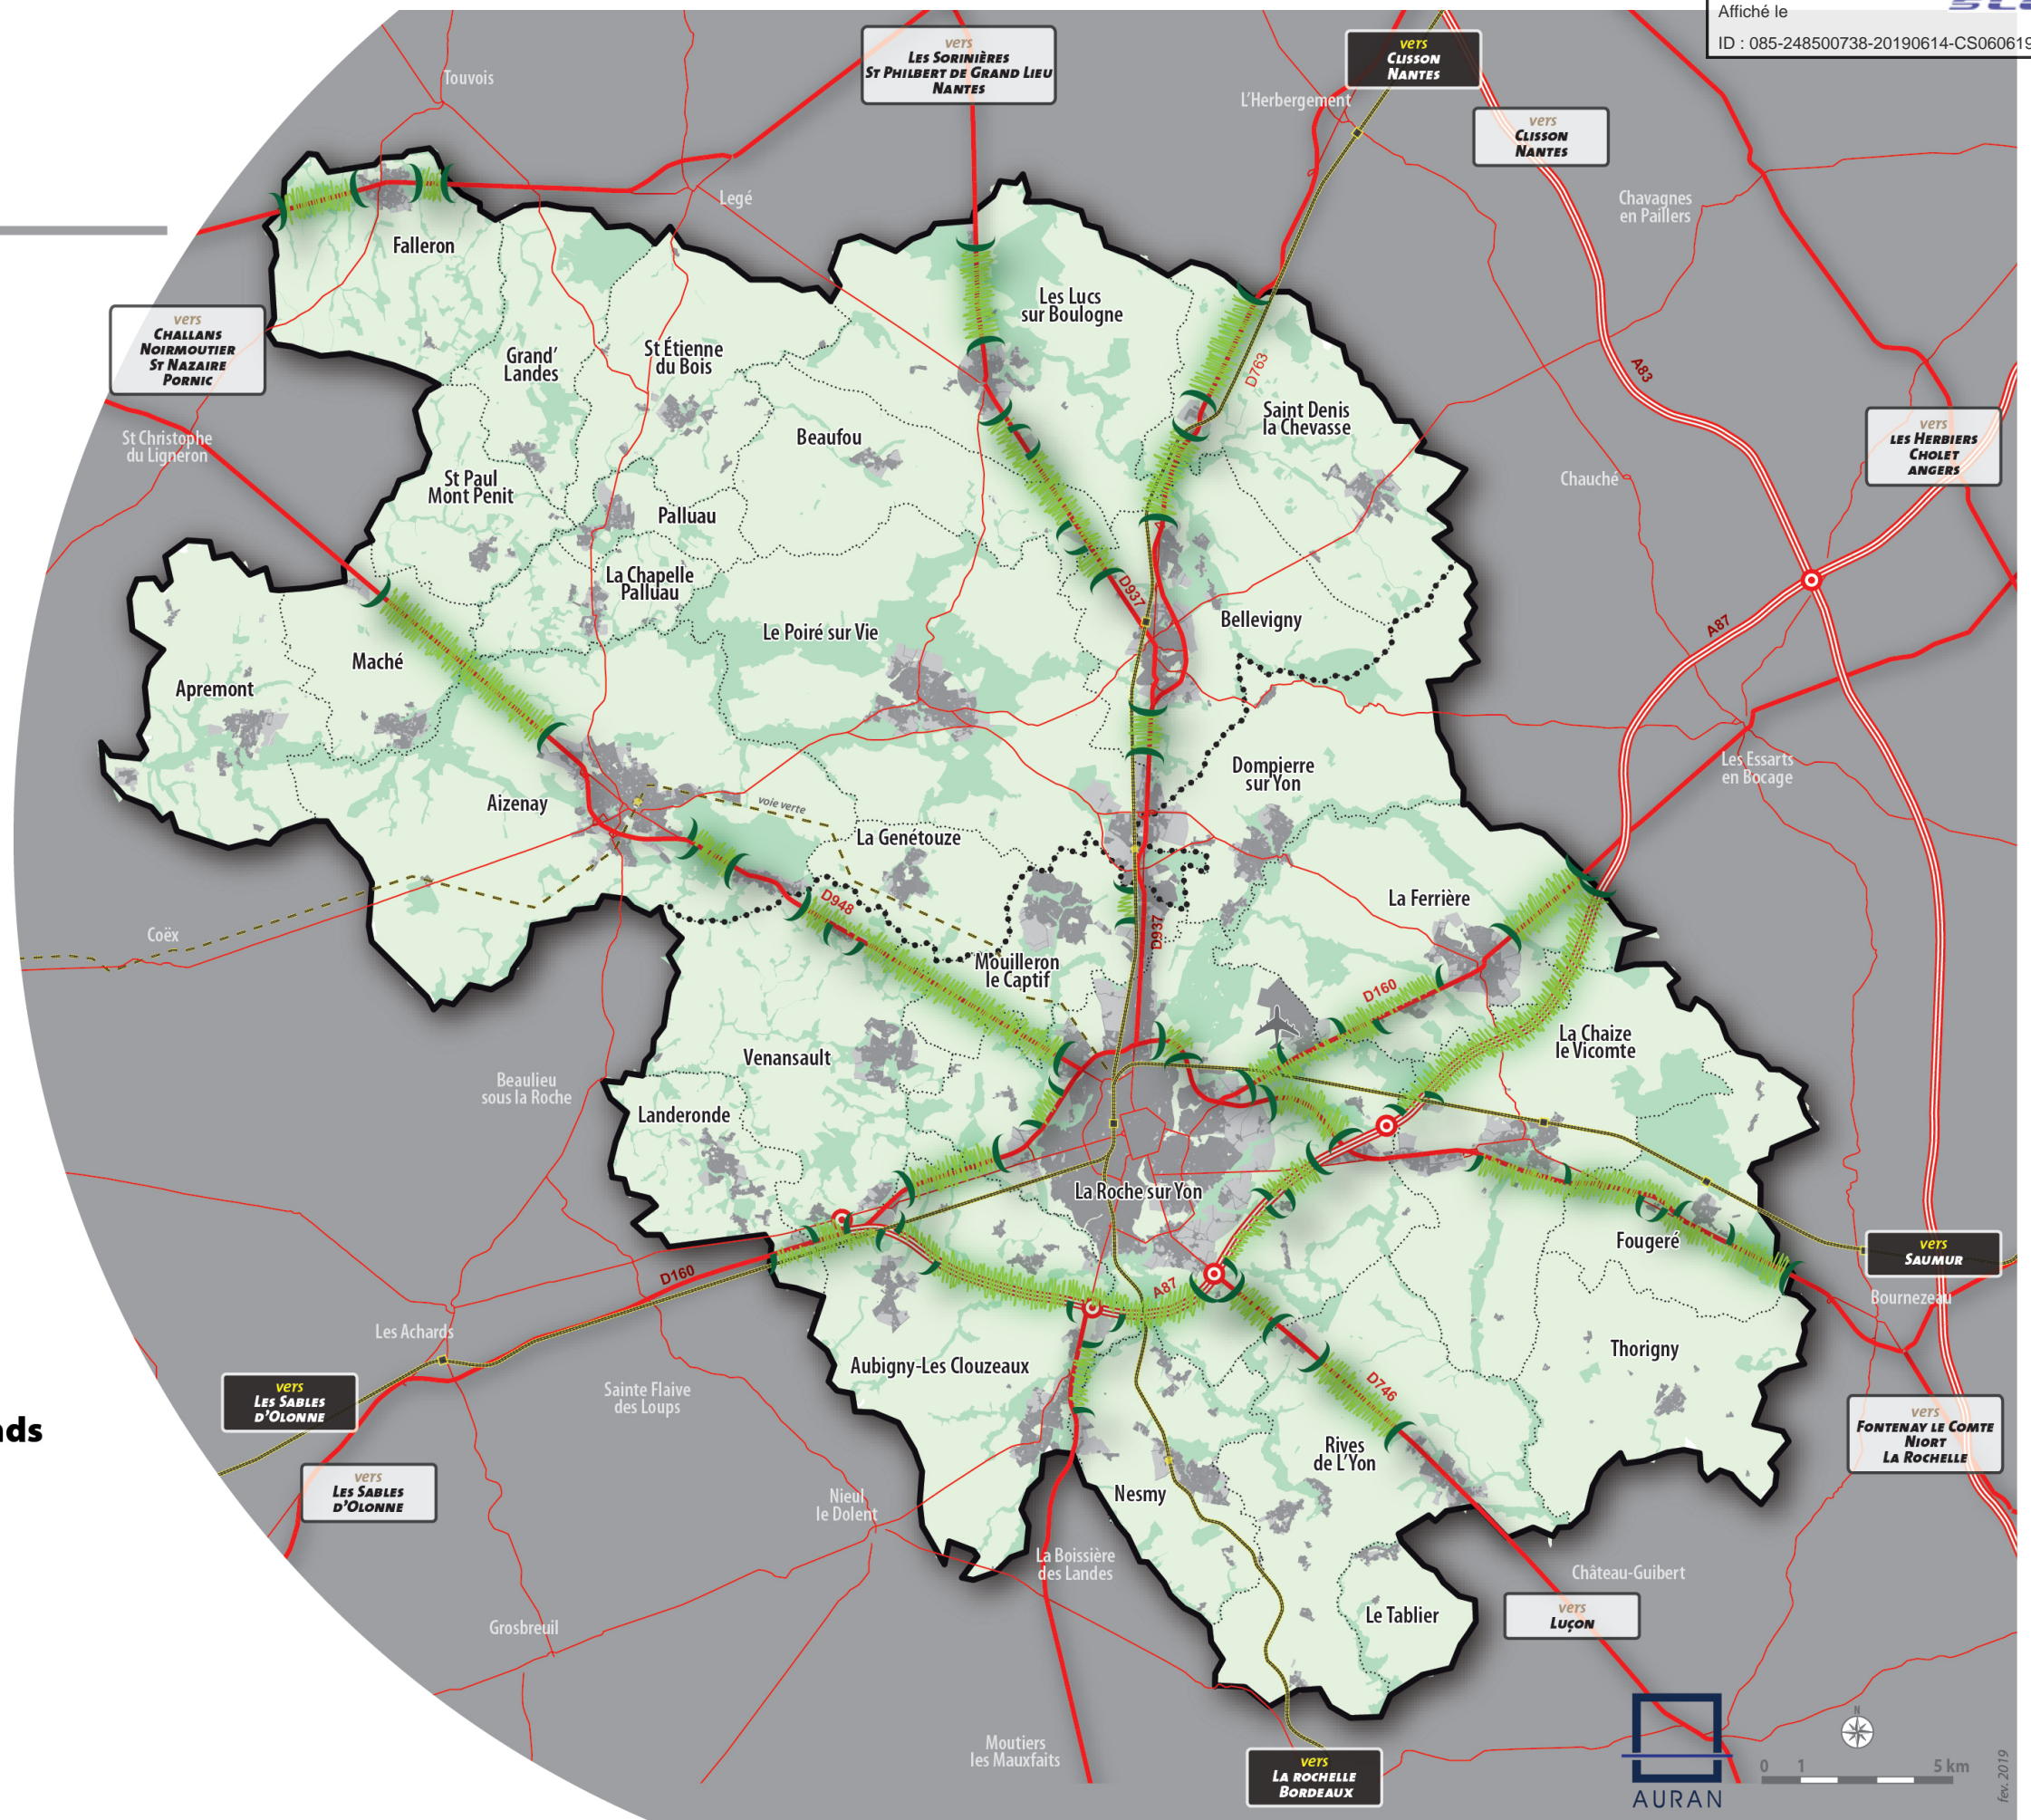 Affiché le
ID : 085-248500738-20190614-CS060619
vers
Les Sorinières
St Philbert de Grand Lieu
Nantes
vers
Clisson
Nantes
vers
Clisson
Nantes
Touvois
L'Herbergement
Legé
Chavagnes
en Paillers
Falleron
Les Lucs
sur Boulogne
vers
Challans
Noirmoutier
St Nazaire
Pornic
Grand'
Landes
St Étienne
du Bois
D763
A83
Saint Denis
la Chevasse
Beaufou
St Christophe
du Ligneron
vers
les Herbiers
Cholet
angers
St Paul
Mont Penit
Chauché
Palluau
La Chapelle
Palluau
D937
Le Poiré sur Vie
Bellevigny
A87
Maché
Apremont
Dompierre
sur Yon
Les Essarts
en Bocage
Aizenay
voie verte
La Genétouze
D948
La Ferrière
Coëx
D937
Mouilleron
le Captif
D160
La Chaize
le Vicomte
Venansault
Beaulieu
sous la Roche
Landeronde
La Roche sur Yon
Fougeré
vers
Saumur
D160
A87
Bournezeau
Les Achards
Thorigny
Aubigny-Les Clouzeaux
D746
vers
Les Sables
d'Olonne
Sainte Flaive
des Loups
nds
vers
Fontenay le Comte
Niort
La Rochelle
Rives
de L'Yon
vers
Les Sables
d'Olonne
Nesmy
Nieul
le Dolent
La Boissière
des Landes
Château-Guibert
vers
Luçon
Le Tablier
Grosbreuil
Moutiers
les Mauxfaits
vers
La rochelle
Bordeaux
N
0 1 5 km
AURAN
fev. 2019